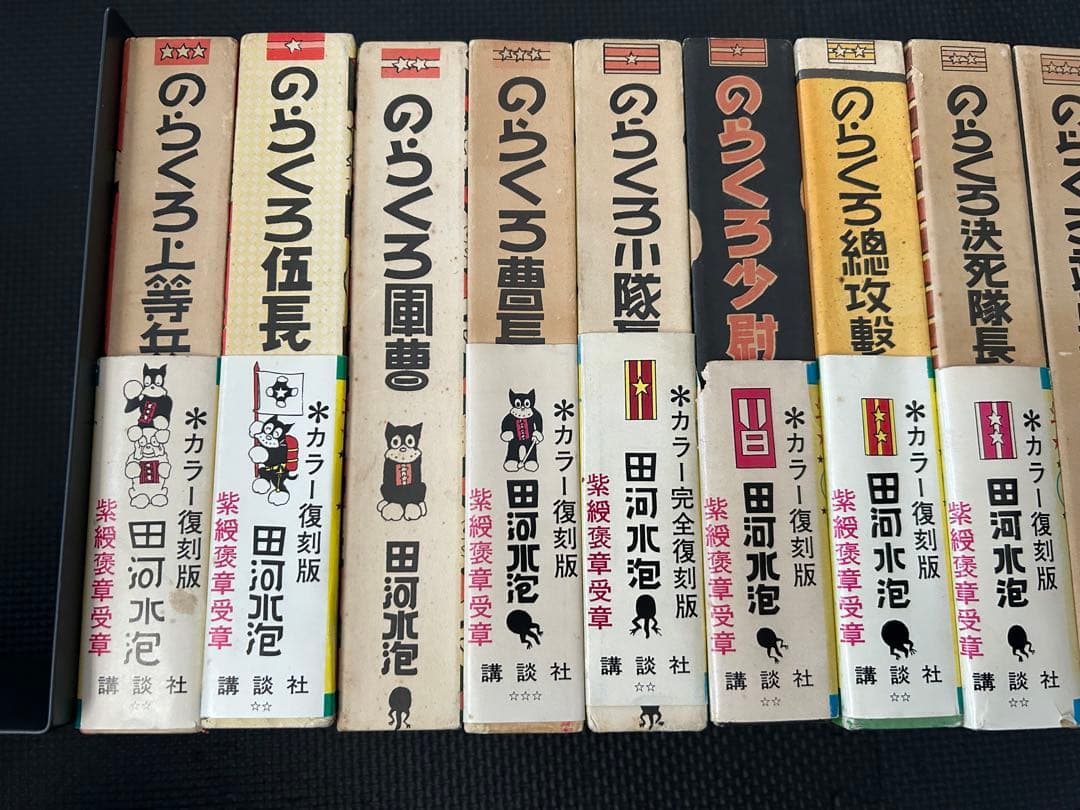 のらくろ上等兵
*カラー復刻版
紫綬褒章受章
田河水泡
講談社
☆☆
のらくろ伍長
*カラー復刻版
紫綬褒章受章
田河水泡
講談社
☆☆
のらくろ軍曹
田河水泡
のらくろ曹長
*カラー復刻版
紫綬褒章受章
田河水泡
講談社
☆☆☆
のらくろ小隊長
*カラー完全復刻版
紫綬褒章受章
田河水泡
講談社
☆☆
のらくろ少尉
*カラー復刻版
紫綬褒章受章
田河水泡
講談社
☆☆
のらくろ總攻撃
*カラー復刻版
紫綬褒章受章
田河水泡
講談社
☆☆
のらくろ決死隊長
*カラー復刻版
紫綬褒章受章
田河水泡
講談社
☆☆
のらくろ